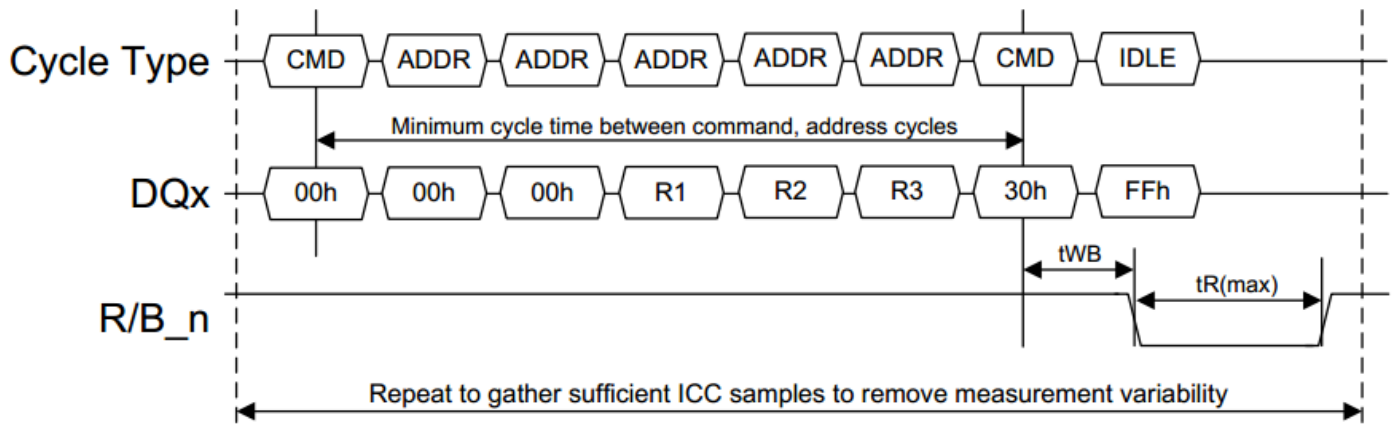 Cycle Type CMD ADDR ADDR ADDR ADDR ADDR CMD IDLE
Minimum cycle time between command, address cycles
DQx 00h 00h 00h R1 R2 R3 30h FFh
tWB
tR(max)
R/B_n
Repeat to gather sufficient ICC samples to remove measurement variability